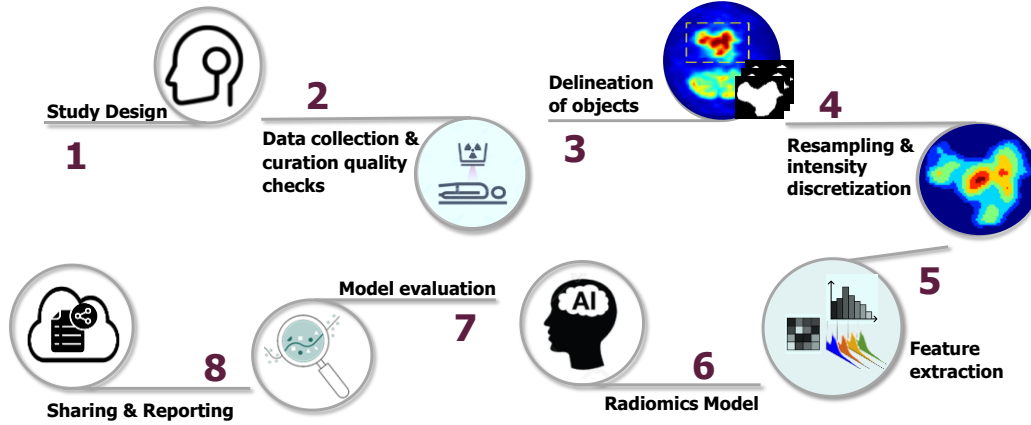 Study Design
1
2
Data collection &
curation quality
checks
Delineation
of objects
3
4
Resampling &
intensity
discretization
5
Feature
extraction
AI
6
Radiomics Model
Model evaluation
7
8
Sharing & Reporting